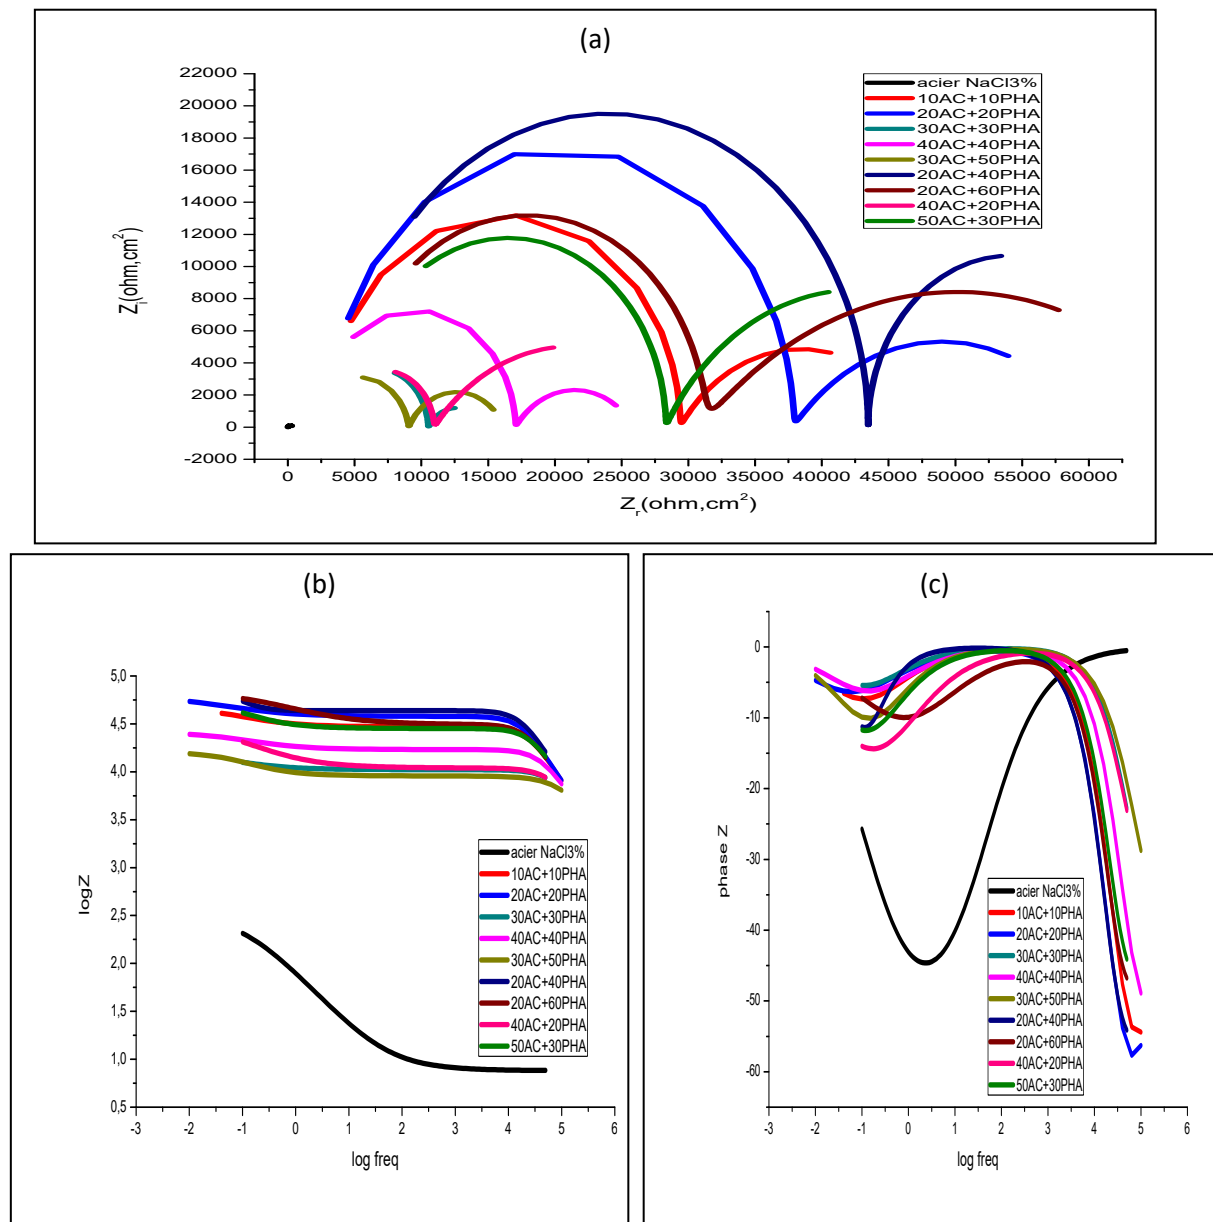 (a)
22000
20000
18000
16000
14000
12000
10000
8000
6000
4000
2000
0
-2000
Zi(ohm,cm²)
0 5000 10000 15000 20000 25000 30000 35000 40000 45000 50000 55000 60000
Zr(ohm,cm²)
acier NaCl3%
10AC+10PHA
20AC+20PHA
30AC+30PHA
40AC+40PHA
30AC+50PHA
20AC+40PHA
20AC+60PHA
40AC+20PHA
50AC+30PHA
(b)
5,0
4,5
4,0
3,5
3,0
2,5
2,0
1,5
1,0
0,5
logZ
-3 -2 -1 0 1 2 3 4 5 6
log freq
acier NaCl3%
10AC+10PHA
20AC+20PHA
30AC+30PHA
40AC+40PHA
30AC+50PHA
20AC+40PHA
20AC+60PHA
40AC+20PHA
50AC+30PHA
(c)
0
-10
-20
-30
-40
-50
-60
phase Z
-3 -2 -1 0 1 2 3 4 5 6
log freq
acier NaCl3%
10AC+10PHA
20AC+20PHA
30AC+30PHA
40AC+40PHA
30AC+50PHA
20AC+40PHA
20AC+60PHA
40AC+20PHA
50AC+30PHA